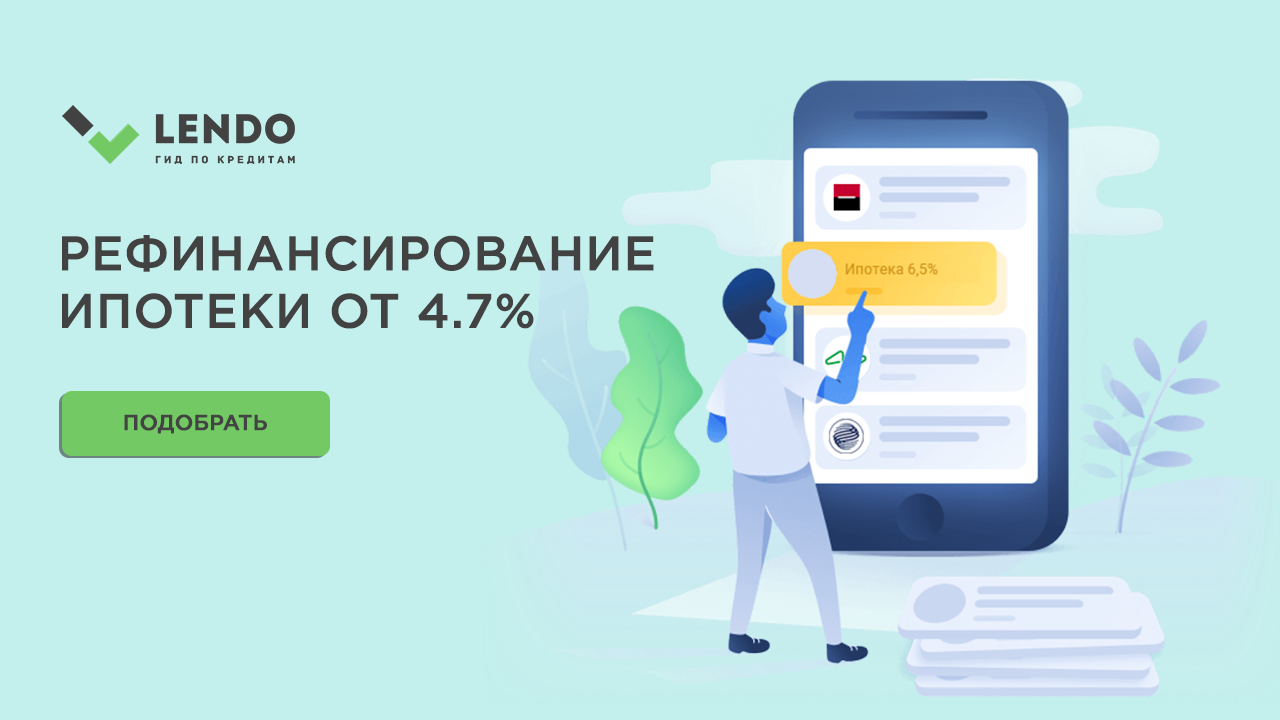 LENDO
ГИД ПО КРЕДИТАМ
РЕФИНАНСИРОВАНИЕ
ИПОТЕКИ ОТ 4.7%
ПОДОБРАТЬ
Ипотека 6,5%